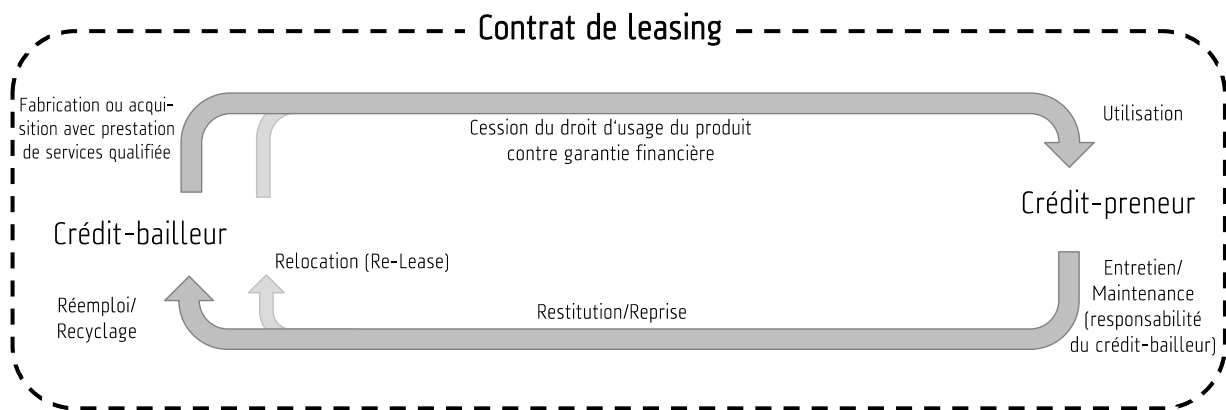 Contrat de leasing
Fabrication ou acqui-
sition avec prestation
de services qualifiée
Cession du droit d'usage du produit
contre garantie financière
Utilisation
Crédit-bailleur
Crédit-preneur
Relocation (Re-Lease)
Réemploi/
Recyclage
Restitution/Reprise
Entretien/
Maintenance
(responsabilité
du crédit-bailleur)